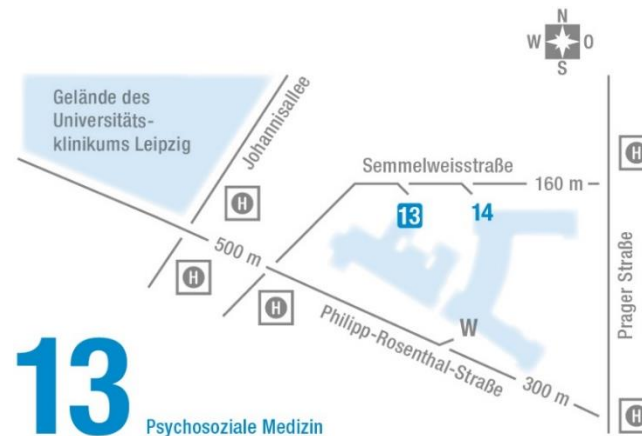 N
W O
S
Gelände des
Universitäts-
klinikums Leipzig
Johannisallee
H
Semmelweisstraße
160 m
H
13
14
500 m
H
H
Prager Straße
Philipp-Rosenthal-Straße
W
300 m
H
13
Psychosoziale Medizin